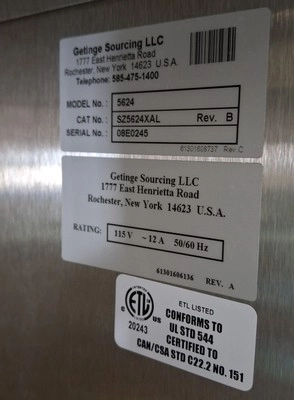 Getinge Sourcing LLC
1777 East Henrietta Road
Rochester, New York 14623 U.S.A.
Telephone: 585-475-1400
MODEL No.: 5624
CAT No.: SZ5624XAL Rev. B
SERIAL No.: 08E0245
61301608737 Rev C
Getinge Sourcing LLC
1777 East Henrietta Road
Rochester, New York 14623 U.S.A.
RATING: 115 V ~ 12 A 50/60 Hz
61301606136 REV. A
ETL LISTED
CONFORMS TO
UL STD 544
CERTIFIED TO
CAN/CSA STD C22.2 NO. 151
ETL
C US
20243